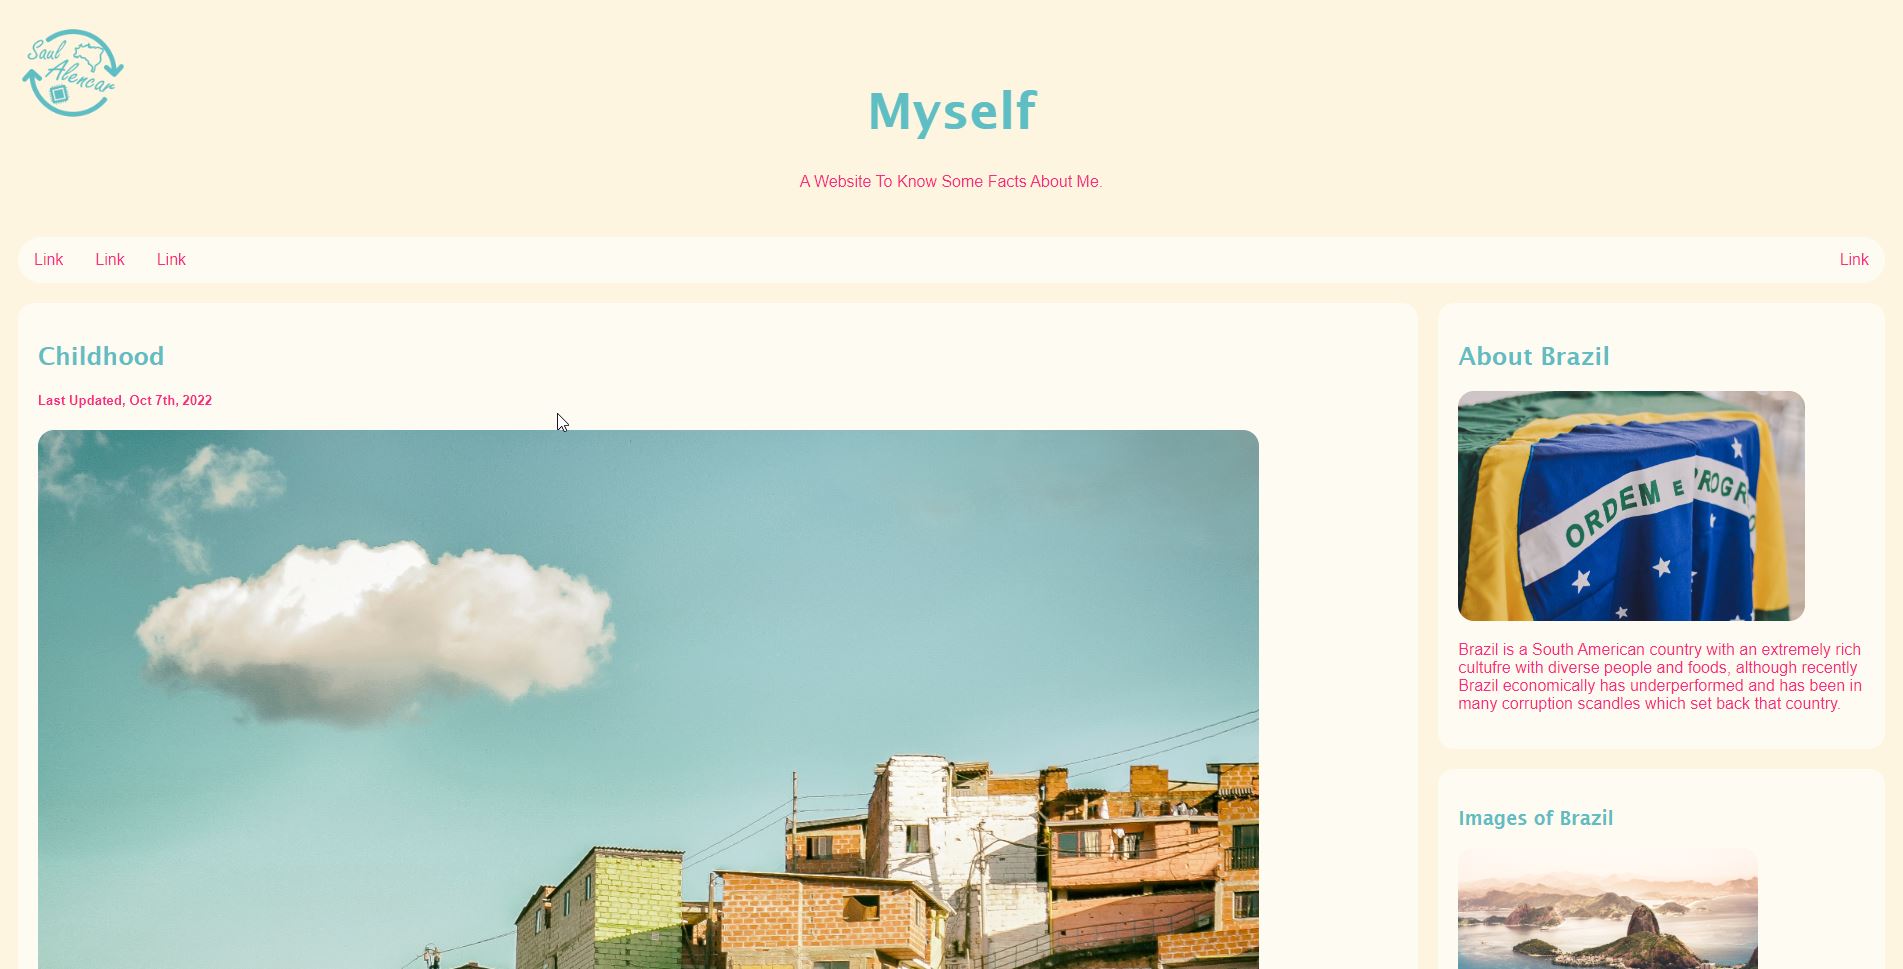 Saul
Alencar
Myself
A Website To Know Some Facts About Me.
Link Link Link Link
Childhood
Last Updated, Oct 7th, 2022
About Brazil
ORDEM E PROGR
Brazil is a South American country with an extremely rich
cultufre with diverse people and foods, although recently
Brazil economically has underperformed and has been in
many corruption scandles which set back that country.
Images of Brazil